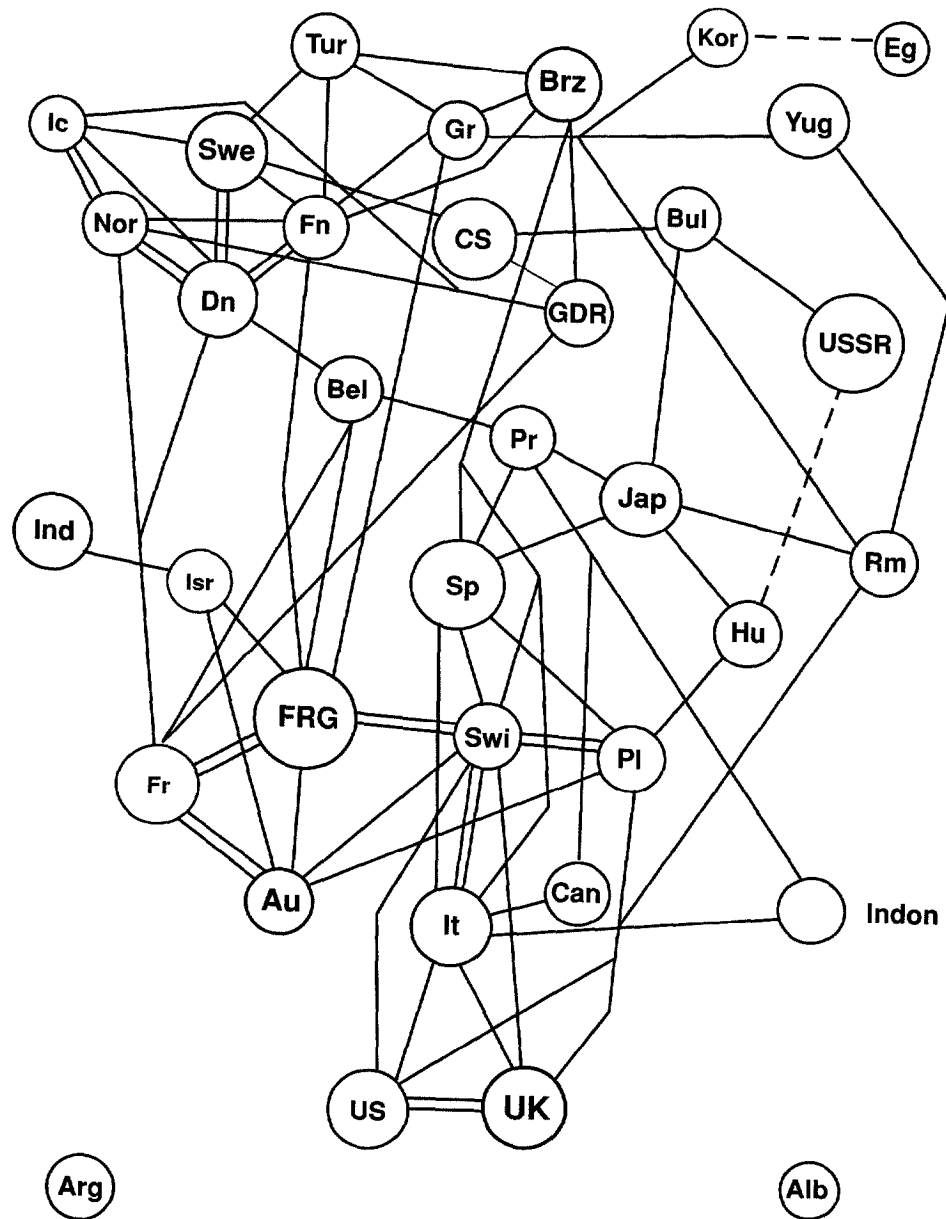 Tur
Kor
Eg
Brz
Ic
Gr
Yug
Swe
Nor
Fn
CS
Bul
Dn
GDR
USSR
Bel
Pr
Jap
Ind
Isr
Sp
Rm
Hu
FRG
Swi
Pl
Fr
Au
Can
It
Indon
US
UK
Arg
Alb